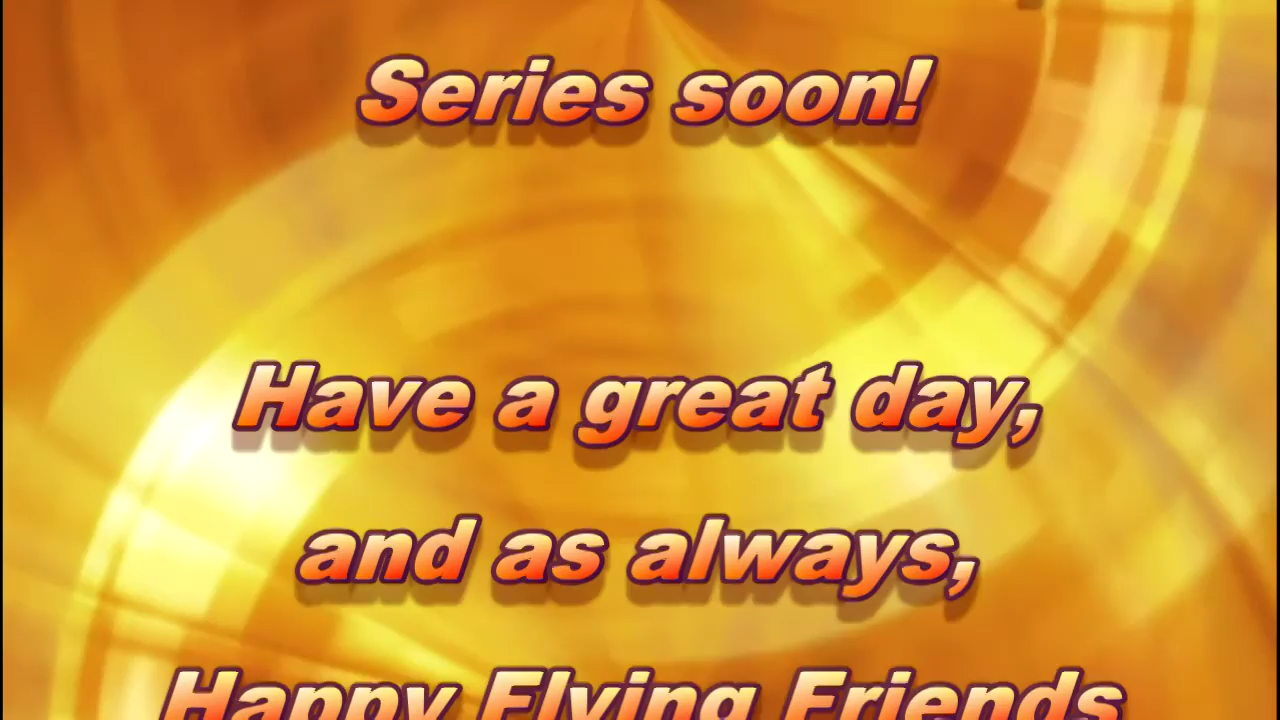 Series soon!
Have a great day,
and as always,
Happy Flying Friends